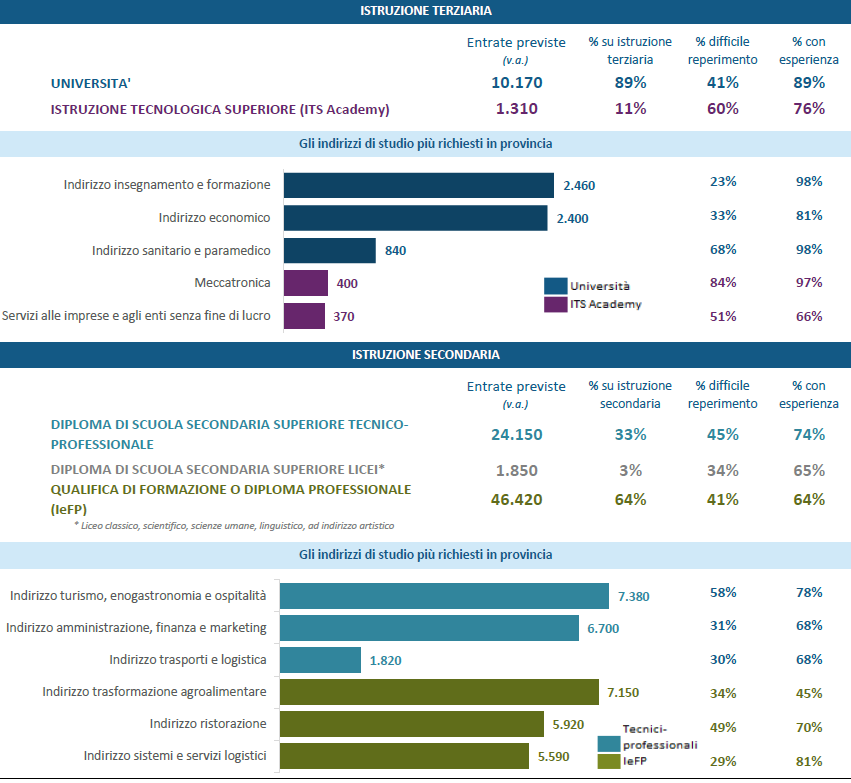 ISTRUZIONE TERZIARIA
Entrate previste % su istruzione % difficile % con
(v.a.) terziaria reperimento esperienza
UNIVERSITA' 10.170 89% 41% 89%
ISTRUZIONE TECNOLOGICA SUPERIORE (ITS Academy) 1.310 11% 60% 76%
Gli indirizzi di studio più richiesti in provincia
Indirizzo insegnamento e formazione 2.460 23% 98%
Indirizzo economico 2.400 33% 81%
Indirizzo sanitario e paramedico 840 68% 98%
Meccatronica 400 84% 97%
Università
ITS Academy
Servizi alle imprese e agli enti senza fine di lucro 370 51% 66%
ISTRUZIONE SECONDARIA
Entrate previste % su istruzione % difficile % con
(v.a.) secondaria reperimento esperienza
DIPLOMA DI SCUOLA SECONDARIA SUPERIORE TECNICO-
PROFESSIONALE 24.150 33% 45% 74%
DIPLOMA DI SCUOLA SECONDARIA SUPERIORE LICEI* 1.850 3% 34% 65%
QUALIFICA DI FORMAZIONE O DIPLOMA PROFESSIONALE
(IeFP) 46.420 64% 41% 64%
* Liceo classico, scientifico, scienze umane, linguistico, ad indirizzo artistico
Gli indirizzi di studio più richiesti in provincia
Indirizzo turismo, enogastronomia e ospitalità 7.380 58% 78%
Indirizzo amministrazione, finanza e marketing 6.700 31% 68%
Indirizzo trasporti e logistica 1.820 30% 68%
Indirizzo trasformazione agroalimentare 7.150 34% 45%
Indirizzo ristorazione 5.920 49% 70%
Tecnici-
professionali
IeFP
Indirizzo sistemi e servizi logistici 5.590 29% 81%